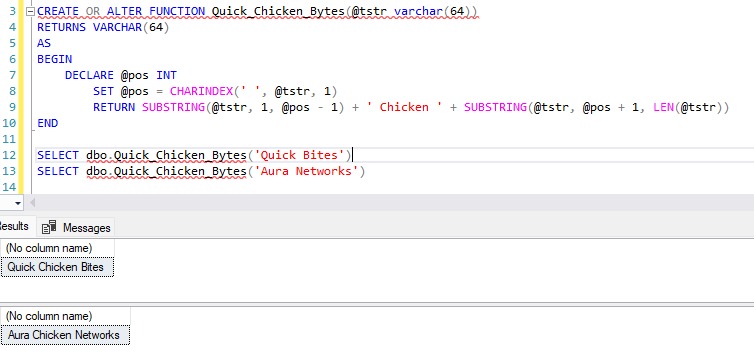 3 CREATE OR ALTER FUNCTION Quick_Chicken_Bytes(@tstr varchar(64))
4 RETURNS VARCHAR(64)
5 AS
6 BEGIN
7 DECLARE @pos INT
8 SET @pos = CHARINDEX(' ', @tstr, 1)
9 RETURN SUBSTRING(@tstr, 1, @pos - 1) + ' Chicken ' + SUBSTRING(@tstr, @pos + 1, LEN(@tstr))
10 END
11
12 SELECT dbo.Quick_Chicken_Bytes('Quick Bites')
13 SELECT dbo.Quick_Chicken_Bytes('Aura Networks')
14
esults Messages
(No column name)
Quick Chicken Bites
(No column name)
Aura Chicken Networks